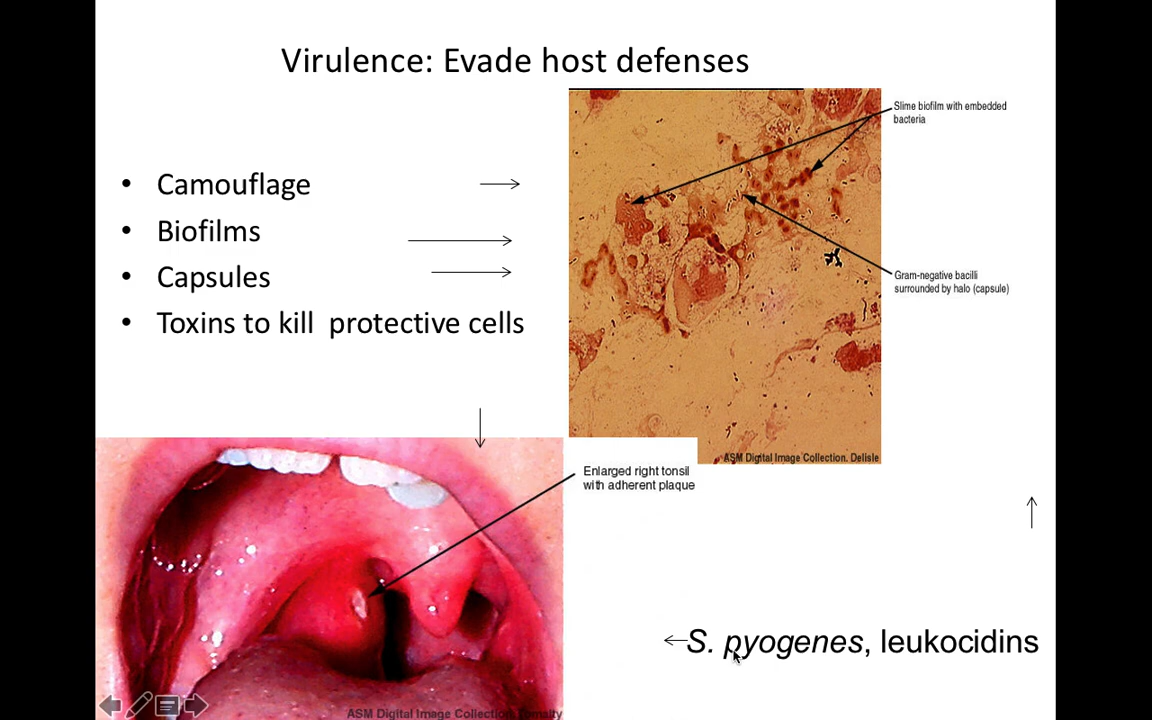 Virulence: Evade host defenses
• Camouflage
• Biofilms
• Capsules
• Toxins to kill protective cells
Slime biofilm with embedded
bacteria
Gram-negative bacilli
surrounded by halo (capsule)
ASM Digital Image Collection. Delisle
Enlarged right tonsil
with adherent plaque
S. pyogenes, leukocidins
ASM Digital Image Collection.